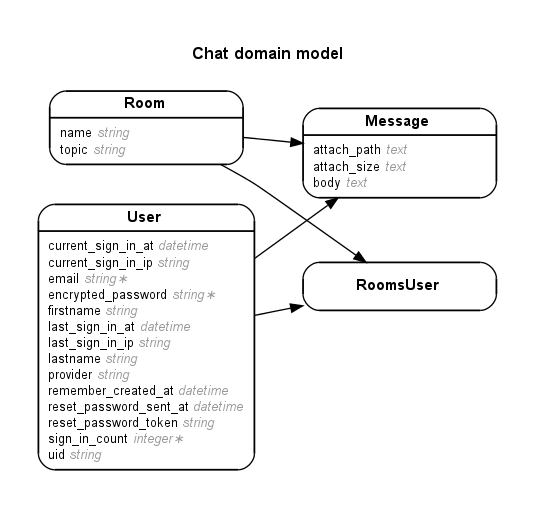 Chat domain model
Room
name string
topic string
Message
attach_path text
attach_size text
body text
User
current_sign_in_at datetime
current_sign_in_ip string
email string∗
encrypted_password string∗
firstname string
last_sign_in_at datetime
last_sign_in_ip string
lastname string
provider string
remember_created_at datetime
reset_password_sent_at datetime
reset_password_token string
sign_in_count integer∗
uid string
RoomsUser